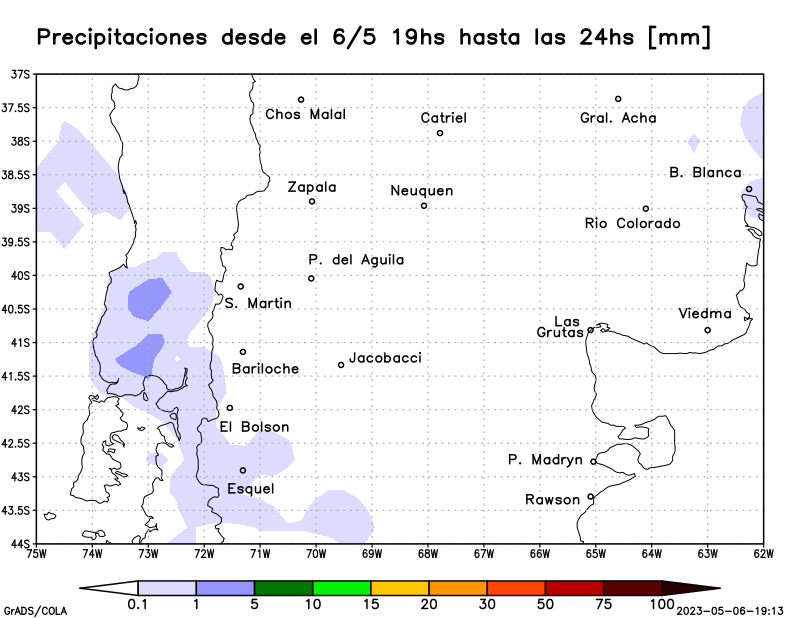 Precipitaciones desde el 6/5 19hs hasta las 24hs [mm]
37S
37.5S
38S
38.5S
39S
39.5S
40S
40.5S
41S
41.5S
42S
42.5S
43S
43.5S
44S
Chos Malal
Catriel
Gral. Acha
B. Blanca
Zapala
Neuquen
Rio Colorado
P. del Aguila
S. Martin
Viedma
Las
Grutas
Bariloche
Jacobacci
El Bolson
Esquel
P. Madryn
Rawson
75W 74W 73W 72W 71W 70W 69W 68W 67W 66W 65W 64W 63W 62W
0.1 1 5 10 15 20 30 50 75 100
GrADS/COLA
2023-05-06-19:13